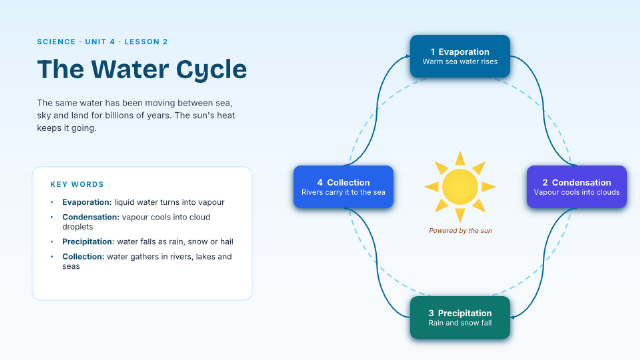 SCIENCE · UNIT 4 · LESSON 2
The Water Cycle
The same water has been moving between sea,
sky and land for billions of years. The sun's heat
keeps it going.
KEY WORDS
• Evaporation: liquid water turns into vapour
• Condensation: vapour cools into cloud
droplets
• Precipitation: water falls as rain, snow or hail
• Collection: water gathers in rivers, lakes and
seas
1 Evaporation
Warm sea water rises
2 Condensation
Vapour cools into clouds
3 Precipitation
Rain and snow fall
4 Collection
Rivers carry it to the sea
Powered by the sun